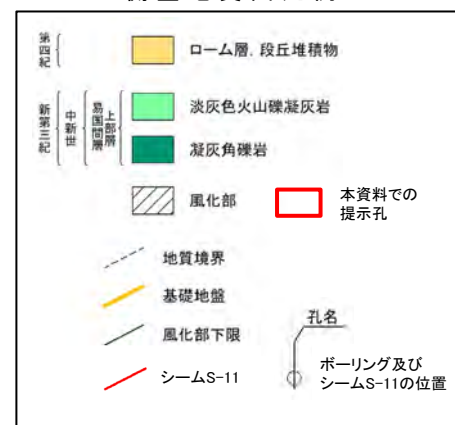 第四紀
ローム層, 段丘堆積物
新第三紀
中新世
易国間層
上部層
淡灰色火山礫凝灰岩
凝灰角礫岩
風化部
本資料での
提示孔
地質境界
基礎地盤
風化部下限
シームS-11
孔名
ボーリング及び
シームS-11の位置